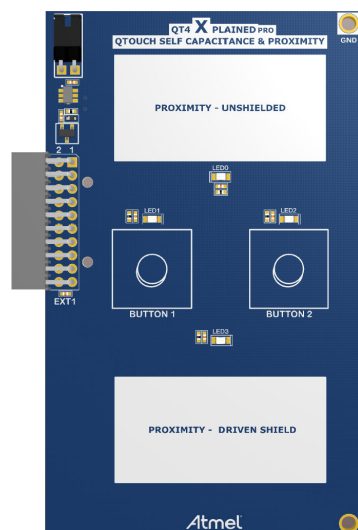 QT4 X PLAINED PRO
QTOUCH SELF CAPACITANCE & PROXIMITY
GND
PROXIMITY - UNSHIELDED
2 1
LED0
LED1
LED2
EXT1
BUTTON 1
BUTTON 2
LED3
PROXIMITY - DRIVEN SHIELD
Atmel